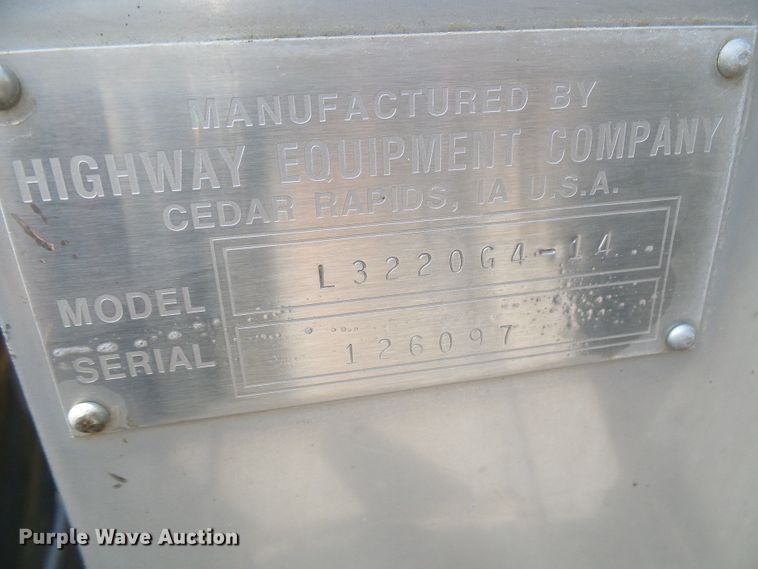 MANUFACTURED BY
HIGHWAY EQUIPMENT COMPANY
CEDAR RAPIDS, IA U.S.A.
MODEL L3220G4-14
SERIAL 126097
Purple Wave Auction